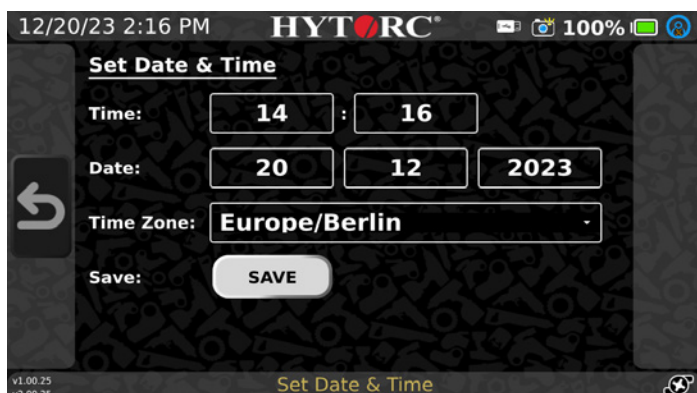 12/20/23 2:16 PM HYTORC® 100%
Set Date & Time
Time: 14 : 16
Date: 20 12 2023
Time Zone: Europe/Berlin
Save: SAVE
v1.00.25
Set Date & Time